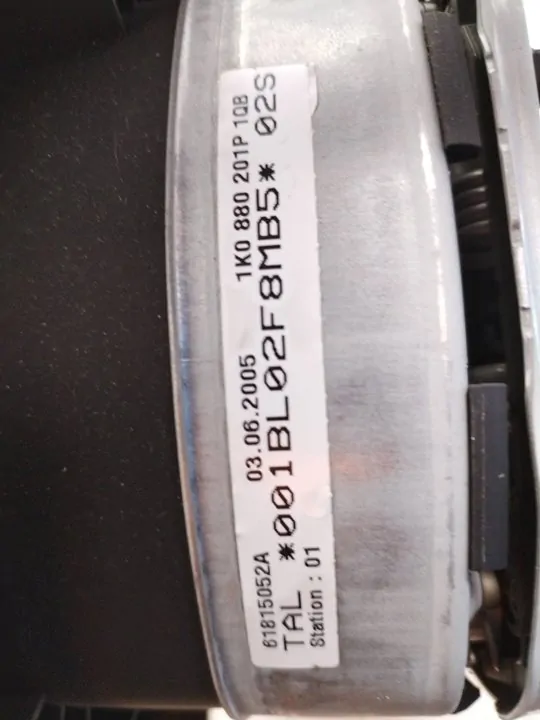 61815052A 03.06.2005 1K0 880 201P 1QB
TAL *001BL02F8MB5* 02S
Station : 01